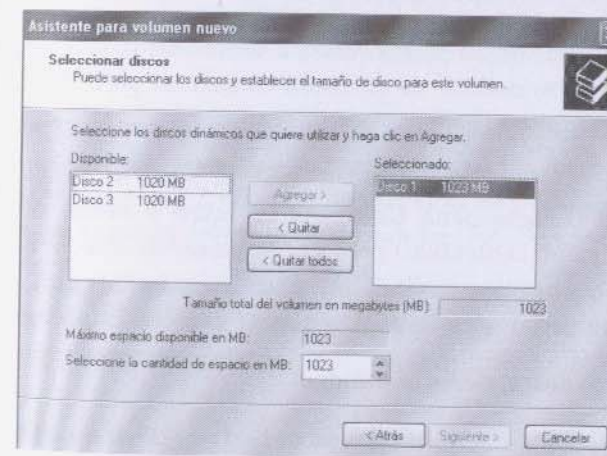 Asistente para volumen nuevo
Seleccionar discos
Puede seleccionar los discos y establecer el tamaño de disco para este volumen.
Seleccione los discos dinámicos que quiere utilizar y haga clic en Agregar.
Disponible:
Disco 2 1020 MB
Disco 3 1020 MB
Agregar >
< Quitar
< Quitar todos
Seleccionado:
Disco 1 1023 MB
Tamaño total del volumen en megabytes (MB): 1023
Máximo espacio disponible en MB: 1023
Seleccione la cantidad de espacio en MB: 1023
< Atrás Siguiente > Cancelar